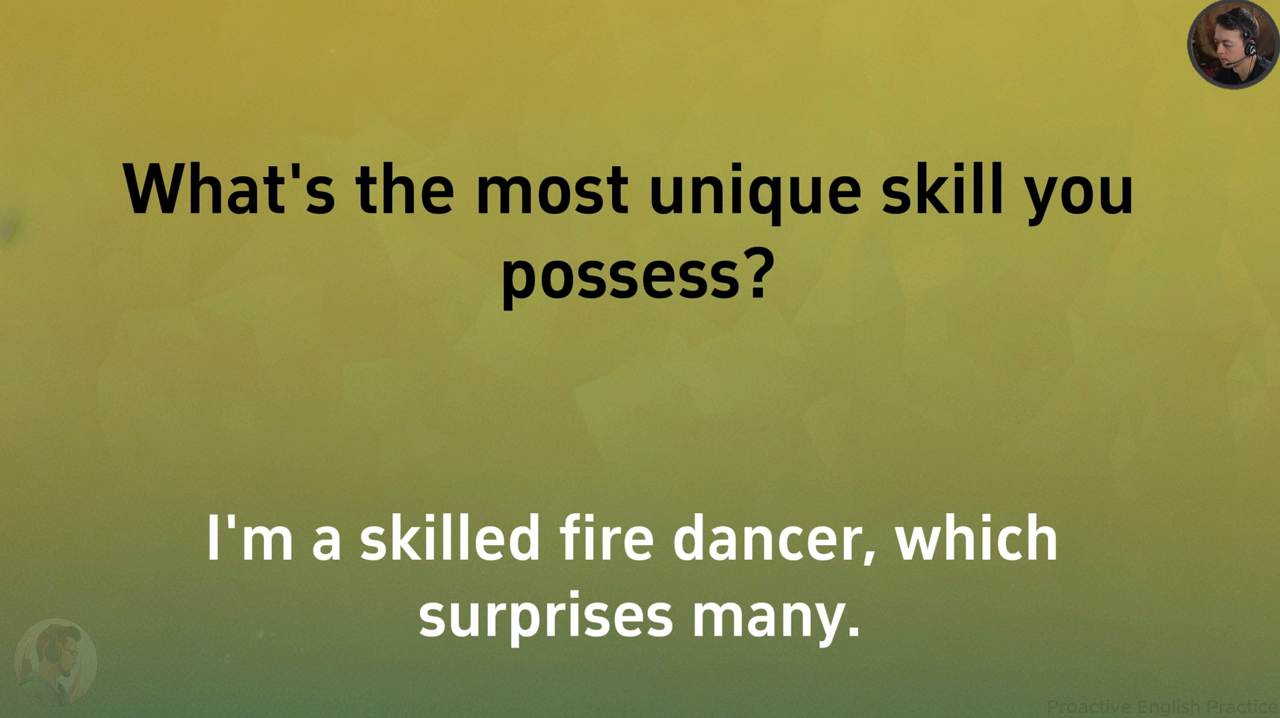 What's the most unique skill you
possess?
I'm a skilled fire dancer, which
surprises many.
Proactive English Practice